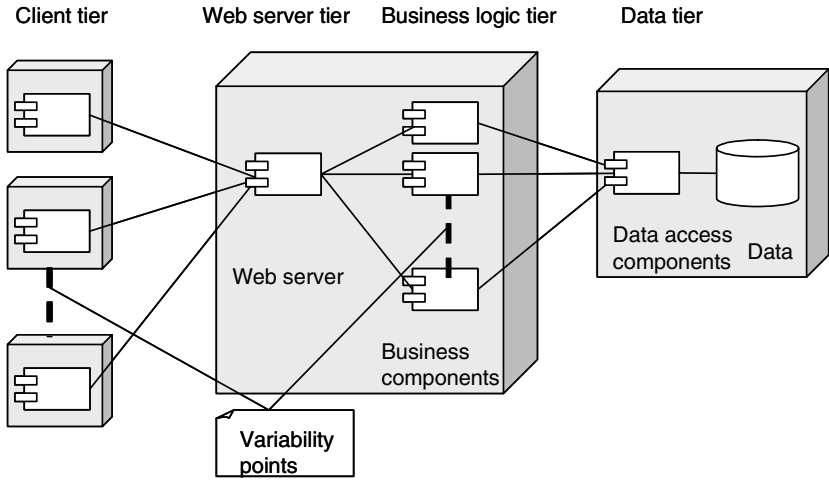 Client tier
Web server tier
Business logic tier
Data tier
Web server
Business
components
Data access
components
Data
Variability
points